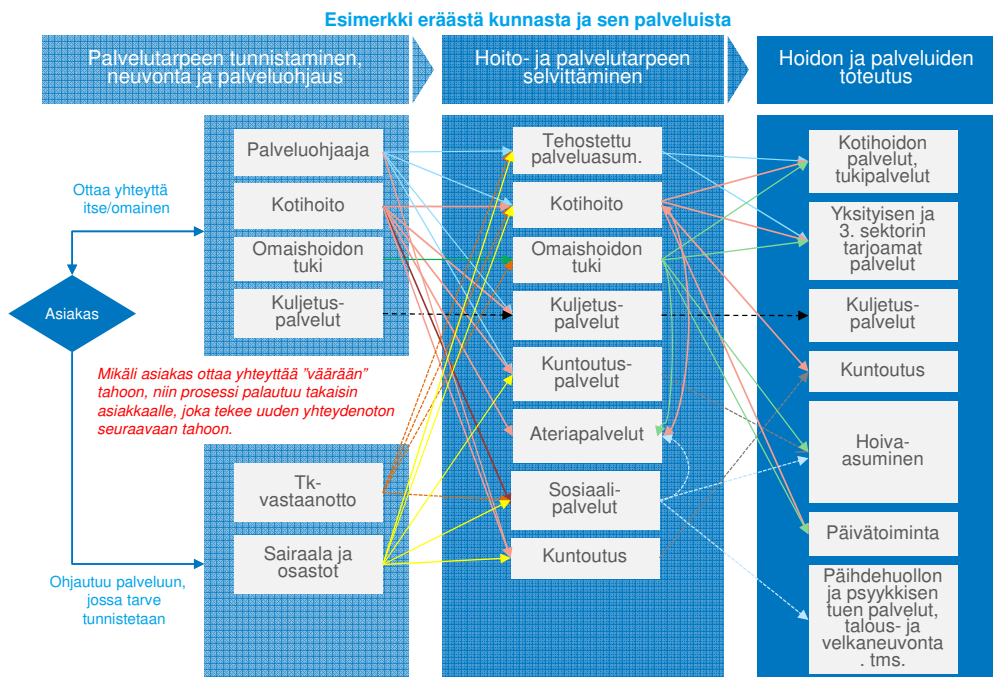 Esimerkki eräästä kunnasta ja sen palveluista
Palvelutarpeen tunnistaminen,
neuvonta ja palveluohjaus
Hoito- ja palvelutarpeen
selvittäminen
Hoidon ja palveluiden
toteutus
Ottaa yhteyttä
itse/omainen
Asiakas
Ohjautuu palveluun,
jossa tarve
tunnistetaan
Palveluohjaaja
Kotihoito
Omaishoidon
tuki
Kuljetus-
palvelut
Mikäli asiakas ottaa yhteyttää ”väärään”
tahoon, niin prosessi palautuu takaisin
asiakkaalle, joka tekee uuden yhteydenoton
seuraavaan tahoon.
Tk-
vastaanotto
Sairaala ja
osastot
Tehostettu
palveluasum.
Kotihoito
Omaishoidon
tuki
Kuljetus-
palvelut
Kuntoutus-
palvelut
Ateriapalvelut
Sosiaali-
palvelut
Kuntoutus
Kotihoidon
palvelut,
tukipalvelut
Yksityisen ja
3. sektorin
tarjoamat
palvelut
Kuljetus-
palvelut
Kuntoutus
Hoiva-
asuminen
Päivätoiminta
Päihdehuollon
ja psyykkisen
tuen palvelut,
talous- ja
velkaneuvonta
. tms.